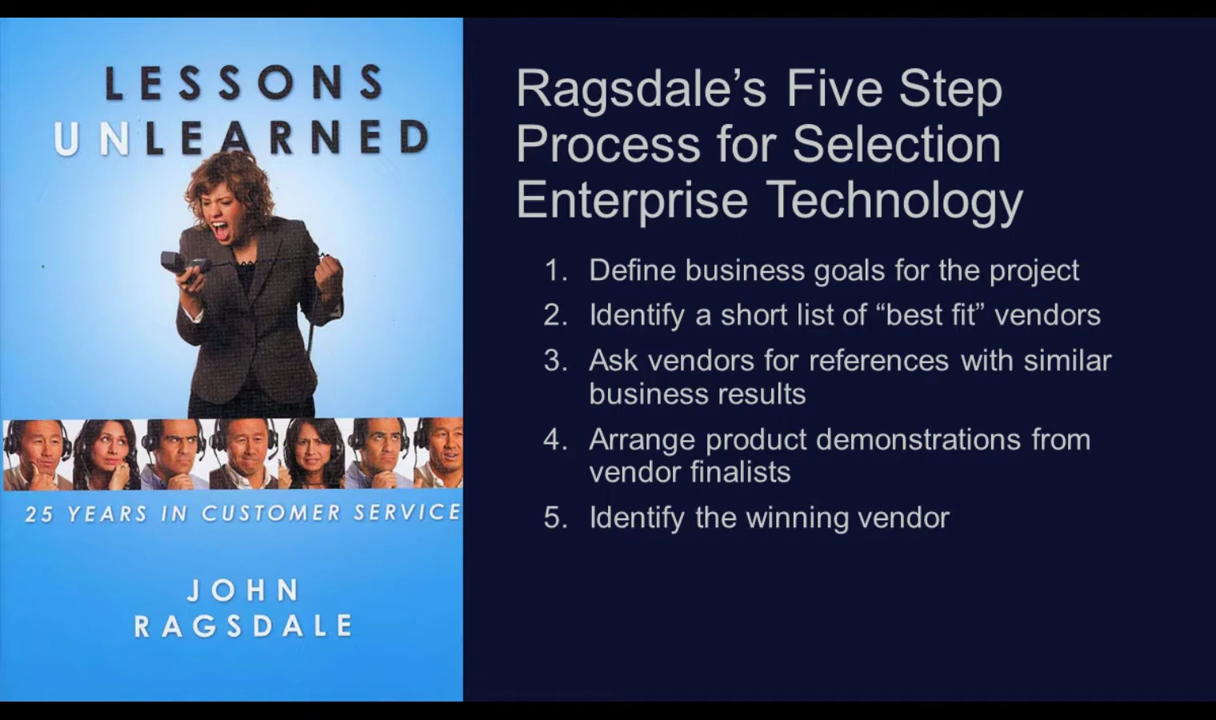 LESSONS
UNLEARNED
25 YEARS IN CUSTOMER SERVICE
JOHN
RAGSDALE
Ragsdale’s Five Step
Process for Selection
Enterprise Technology
1. Define business goals for the project
2. Identify a short list of “best fit” vendors
3. Ask vendors for references with similar
business results
4. Arrange product demonstrations from
vendor finalists
5. Identify the winning vendor